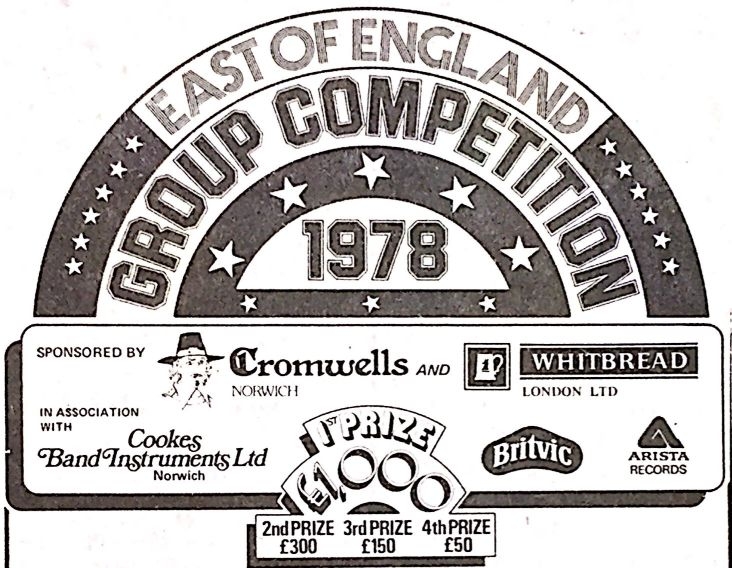 EAST OF ENGLAND
GROUP COMPETITION
1978
SPONSORED BY
Cromwells AND
NORWICH
WHITBREAD
LONDON LTD
IN ASSOCIATION
WITH
Cookes
Band Instruments Ltd
Norwich
Britvic
ARISTA
RECORDS
1ST PRIZE
£1,000
2nd PRIZE 3rd PRIZE 4th PRIZE
£300 £150 £50